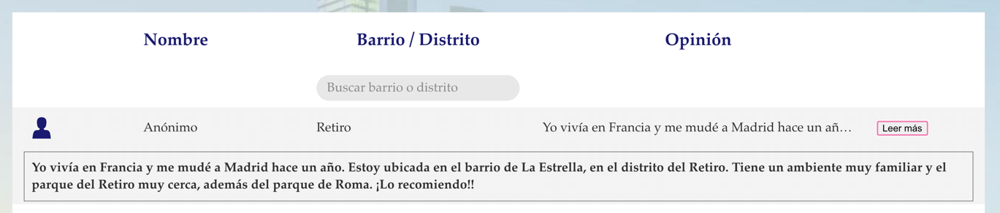 Nombre Barrio / Distrito Opinión
Buscar barrio o distrito
Anónimo Retiro Yo vivía en Francia y me mudé a Madrid hace un añ… Leer más
Yo vivía en Francia y me mudé a Madrid hace un año. Estoy ubicada en el barrio de La Estrella, en el distrito del Retiro. Tiene un ambiente muy familiar y el
parque del Retiro muy cerca, además del parque de Roma. ¡Lo recomiendo!!